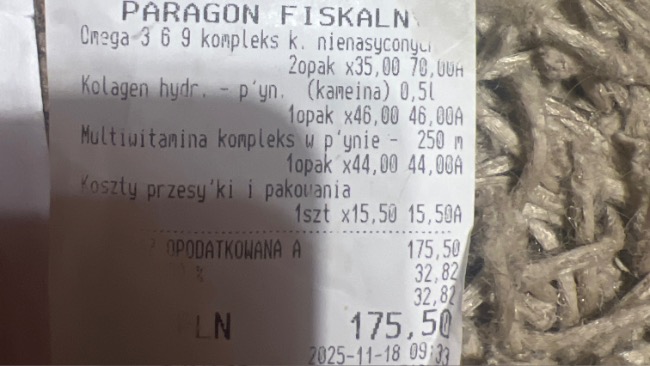 PARAGON FISKALN
Omega 3 6 9 kompleks k. nienasyconych
2opak x35,00 70,00A
Kolagen hydr. - p'yn. (kameina) 0,5l
1opak x46,00 46,00A
Multiwitamina kompleks w p'ynie - 250 m
1opak x44,00 44,00A
Koszty przesy'ki i pakowania
1szt x15,50 15,50A
OPODATKOWANA A 175,50
% 32,82
32,82
LN 175,50
2025-11-18 09:33